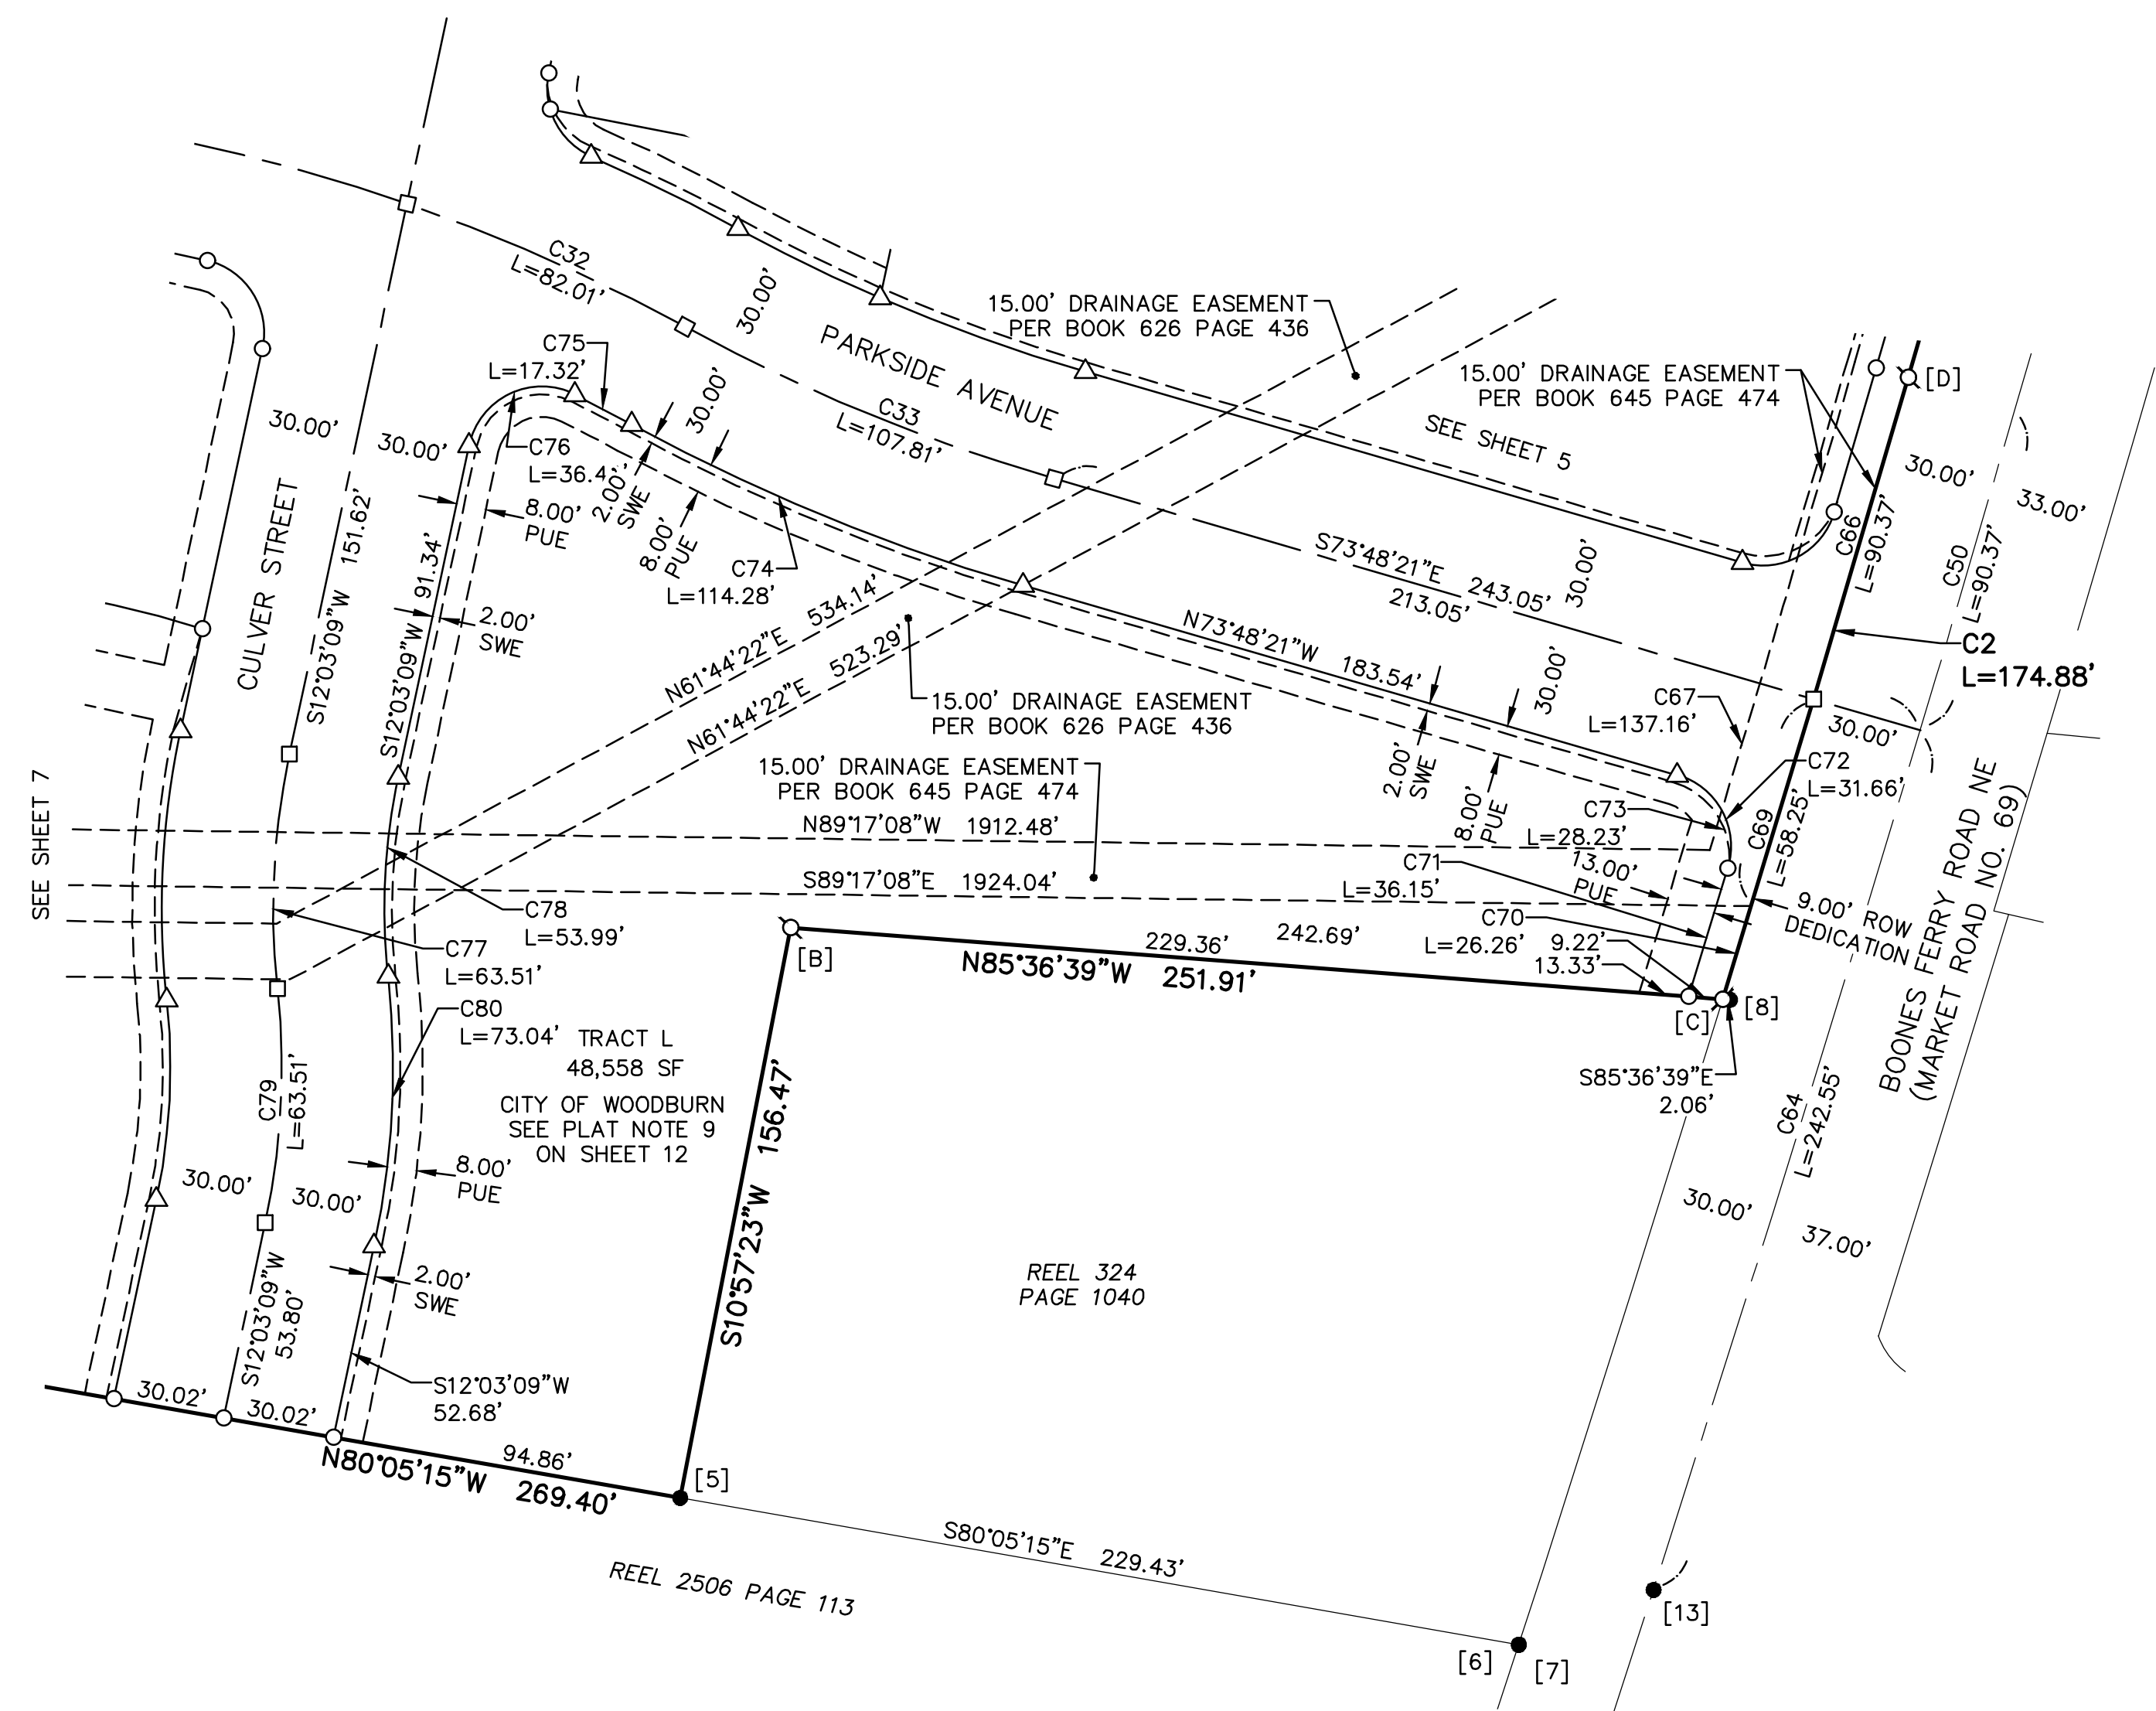 C32
L=82.01'
30.00'
15.00' DRAINAGE EASEMENT
PER BOOK 626 PAGE 436
PARKSIDE AVENUE
C75
L=17.32'
30.00'
C33
L=107.81'
15.00' DRAINAGE EASEMENT
PER BOOK 645 PAGE 474
[D]
SEE SHEET 5
30.00'
30.00'
C76
2.00'
SWE
8.00'
PUE
8.00'
PUE
C74
L=114.28'
30.00'
33.00'
C66
L=90.37'
C50
L=90.37'
CULVER STREET
S12°03'09"W 151.62'
S12°03'09"W 91.34'
2.00'
SWE
N61°44'22"E 534.14'
N61°44'22"E 523.29'
S73°48'21"E 243.05'
213.05'
30.00'
N73°48'21"W 183.54'
30.00'
C2
L=174.88'
15.00' DRAINAGE EASEMENT
PER BOOK 626 PAGE 436
C67
L=137.16'
30.00'
15.00' DRAINAGE EASEMENT
PER BOOK 645 PAGE 474
2.00'
SWE
8.00'
PUE
C72
L=31.66'
C73
L=28.23'
C69
L=58.25'
SEE SHEET 7
N89°17'08"W 1912.48'
S89°17'08"E 1924.04'
C71
L=36.15'
13.00'
PUE
C70
L=26.26'
9.00' ROW
DEDICATION
BOONES FERRY ROAD NE
(MARKET ROAD NO. 69)
C78
L=53.99'
C77
L=63.51'
[B]
229.36'
242.69'
9.22'
13.33'
N85°36'39"W 251.91'
[C]
[8]
C80
L=73.04'
TRACT L
48,558 SF
CITY OF WOODBURN
SEE PLAT NOTE 9
ON SHEET 12
S85°36'39"E
2.06'
C79
L=63.51'
S10°57'23"W 156.47'
C64
L=242.55'
30.00'
30.00'
8.00'
PUE
30.00'
37.00'
2.00'
SWE
REEL 324
PAGE 1040
S12°03'09"W
53.80'
S12°03'09"W
52.68'
30.02'
30.02'
94.86'
N80°05'15"W 269.40'
[5]
S80°05'15"E 229.43'
REEL 2506 PAGE 113
[13]
[6]
[7]